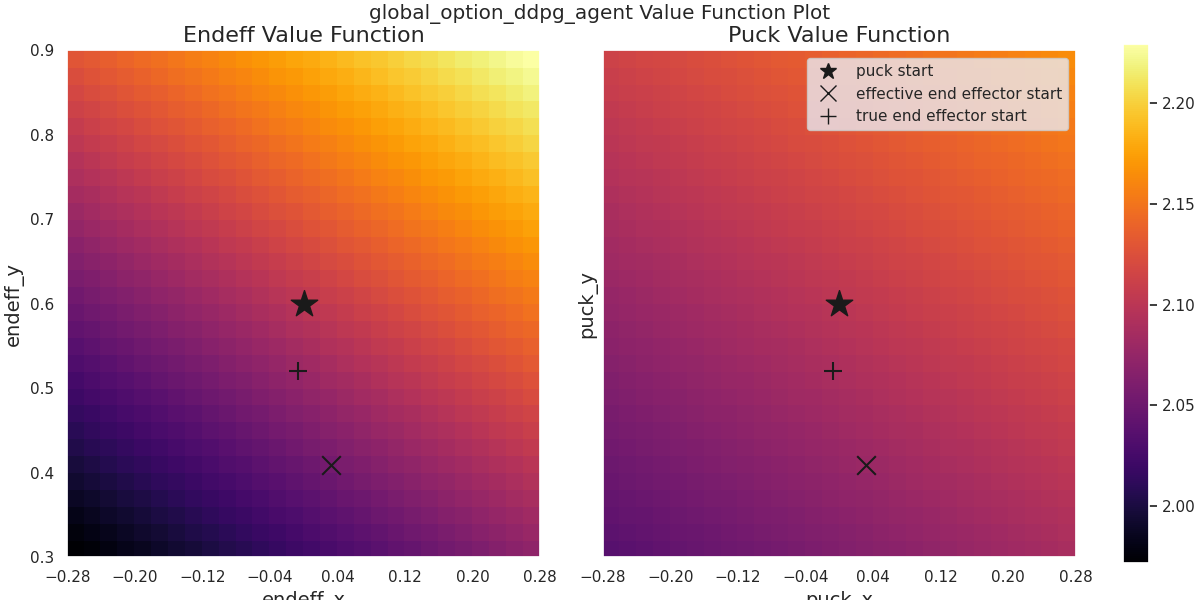 global_option_ddpg_agent Value Function Plot
Endeff Value Function
Puck Value Function
puck start
effective end effector start
true end effector start
endeff_y
0.9
0.8
0.7
0.6
0.5
0.4
0.3
−0.28 −0.20 −0.12 −0.04 0.04 0.12 0.20 0.28
endeff_x
puck_y
−0.28 −0.20 −0.12 −0.04 0.04 0.12 0.20 0.28
puck_x
2.20
2.15
2.10
2.05
2.00